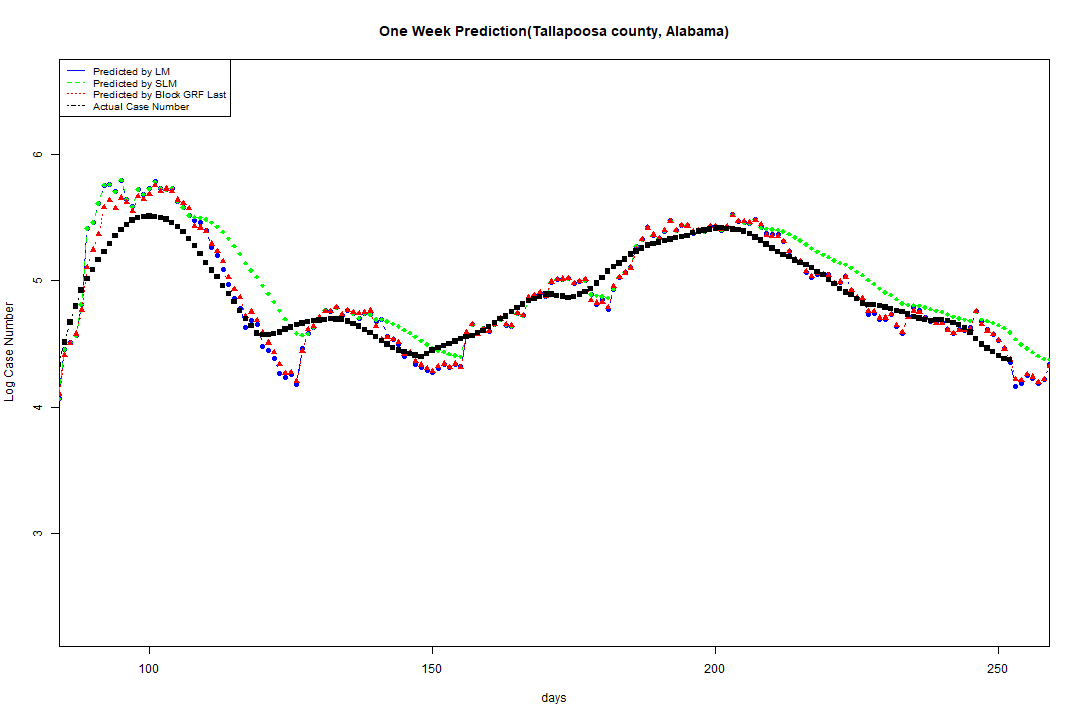 One Week Prediction(Tallapoosa county, Alabama)
Predicted by LM
Predicted by SLM
Predicted by Block GRF Last
Actual Case Number
6
5
4
3
Log Case Number
100 150 200 250
days